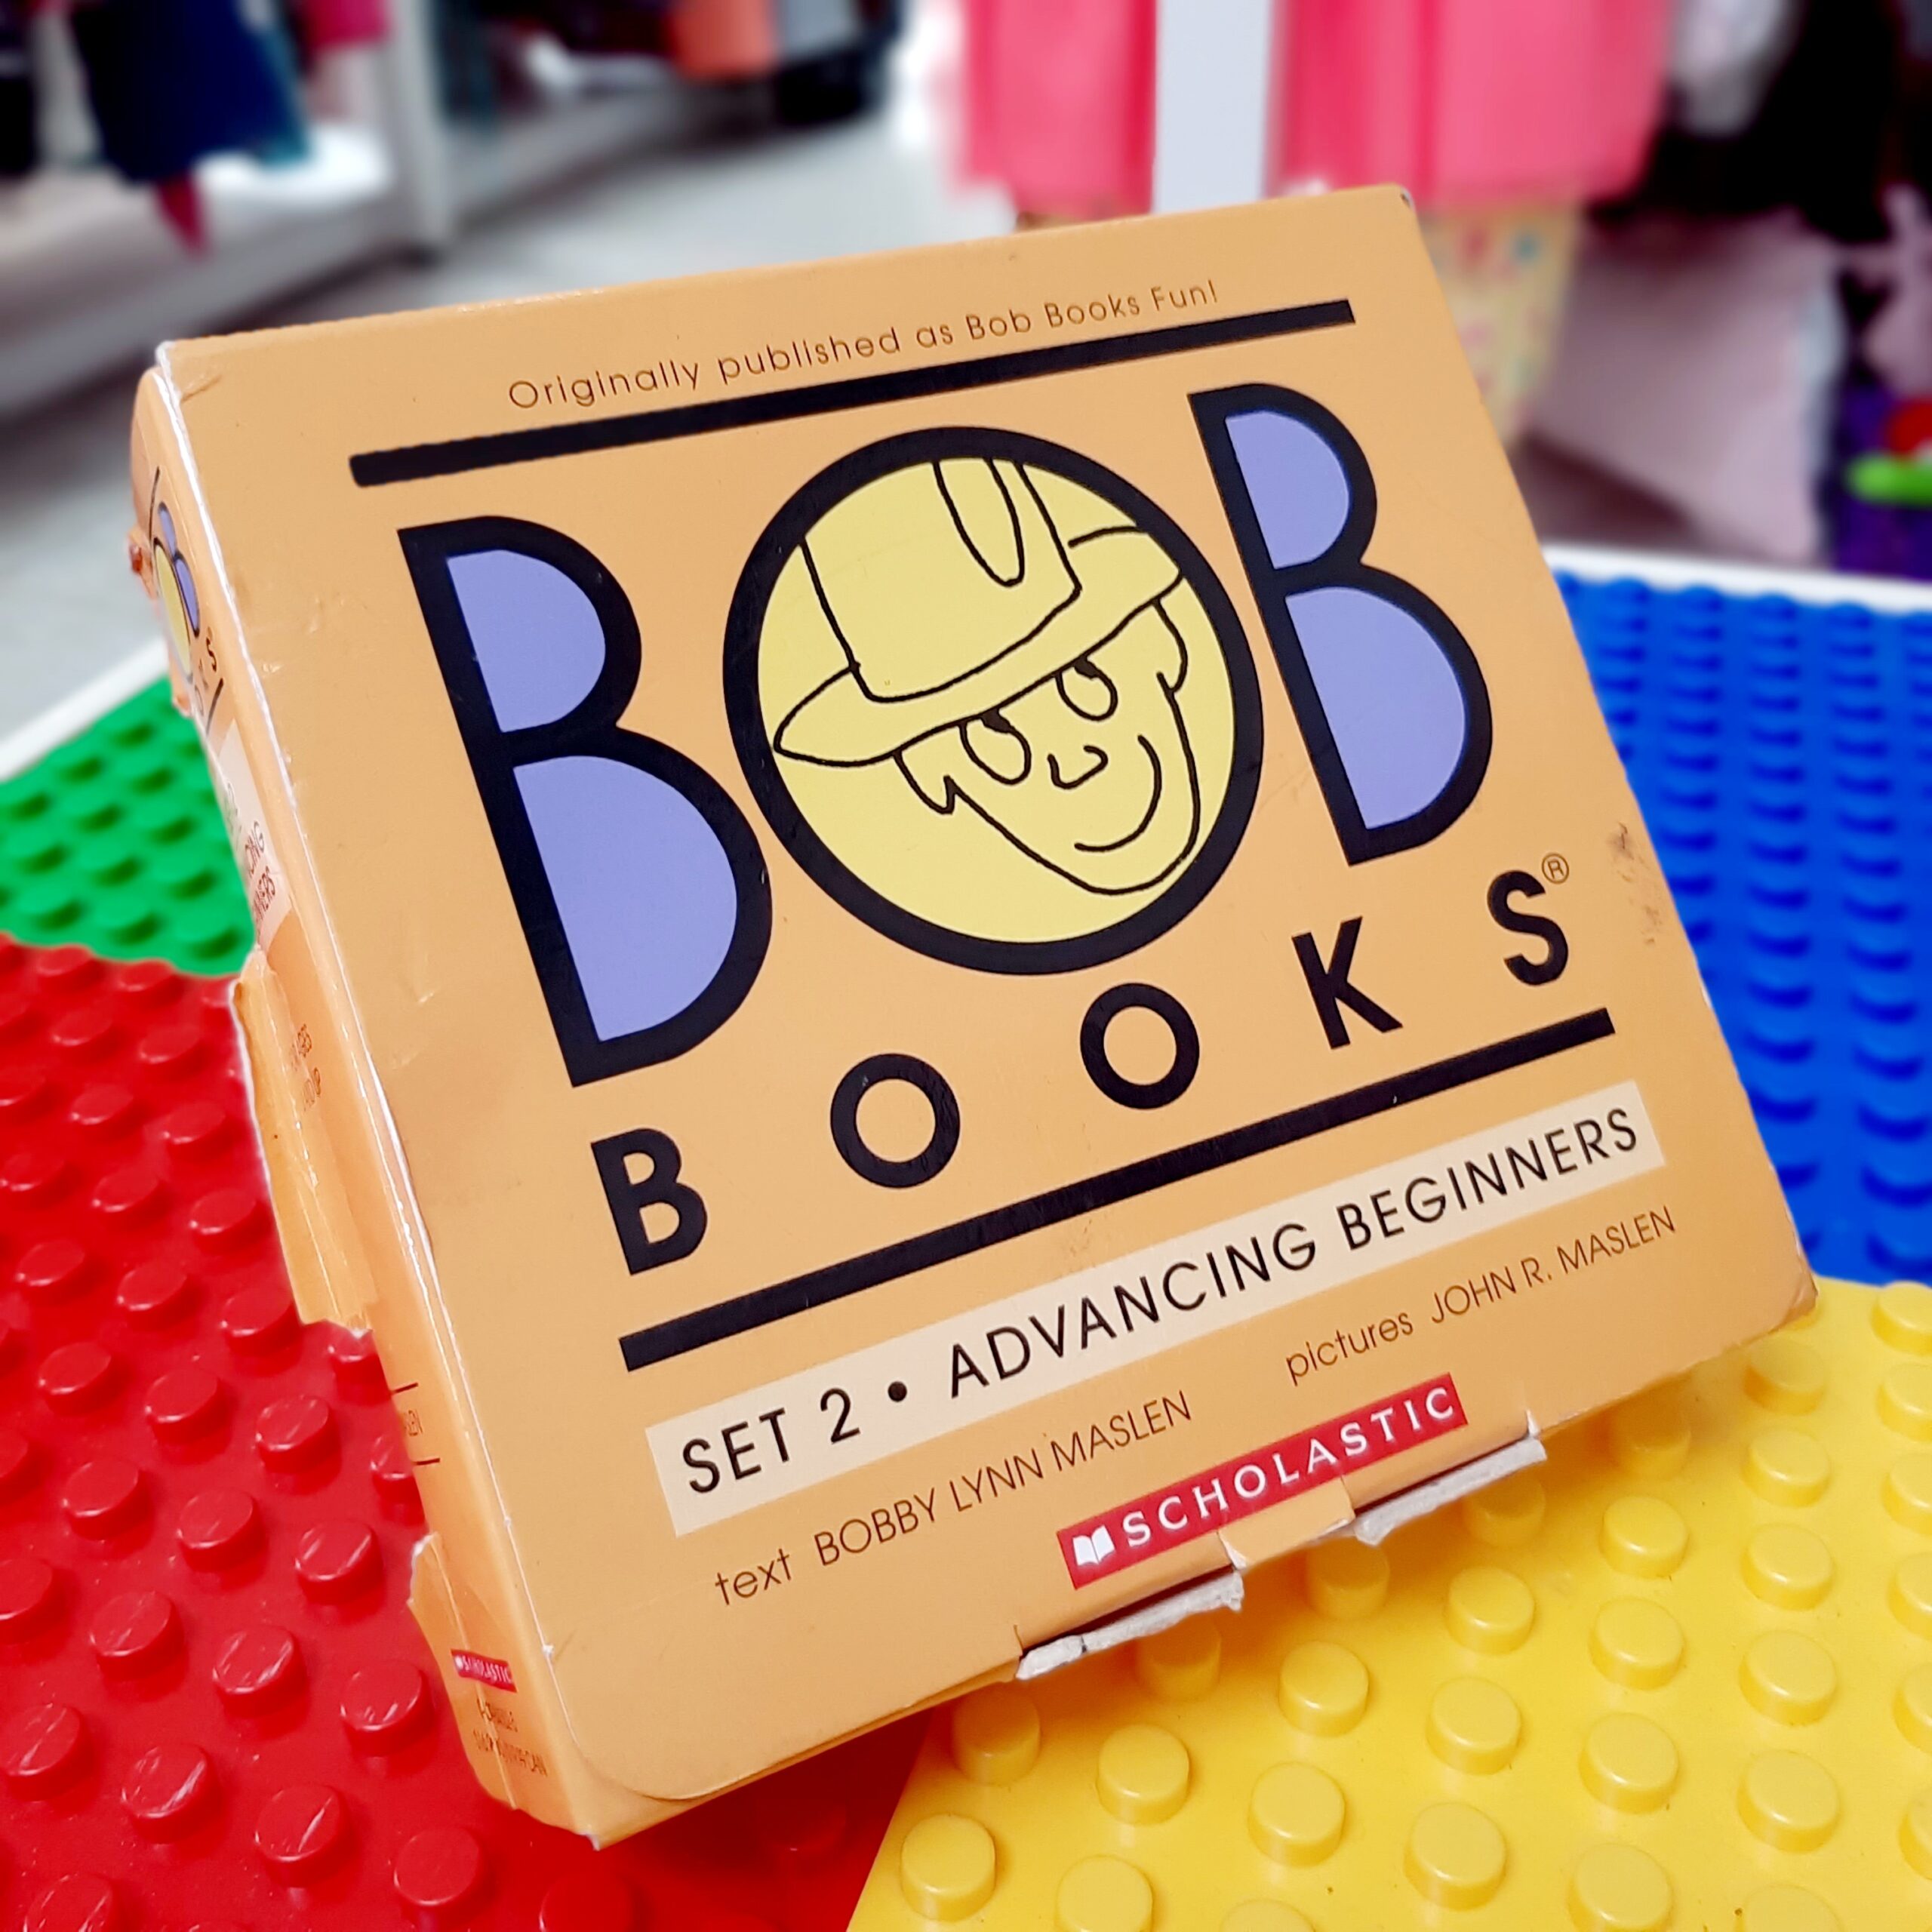 Originally published as Bob Books Fun!
BOB
BOOKS®
SET 2 • ADVANCING BEGINNERS
text BOBBY LYNN MASLEN pictures JOHN R. MASLEN
SCHOLASTIC
SCHOLASTIC